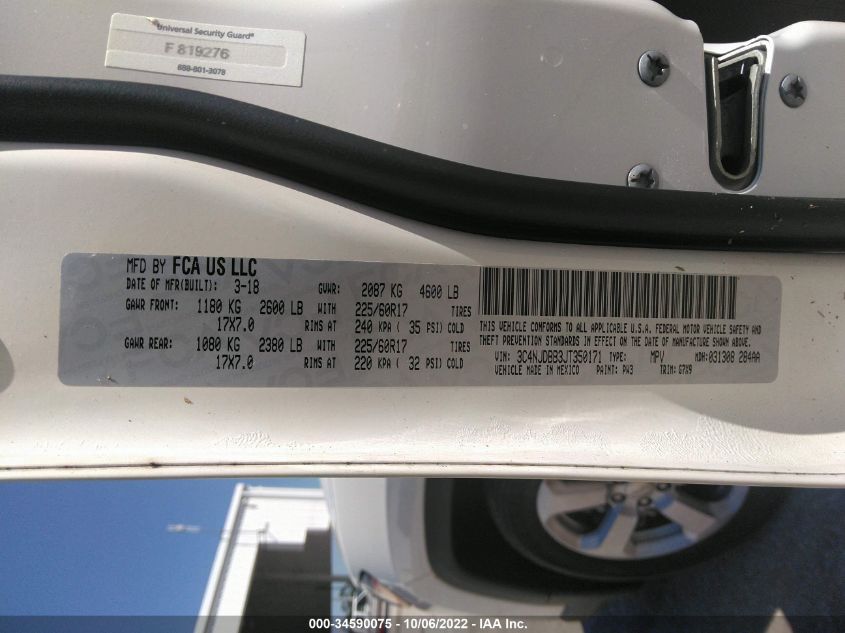 Universal Security Guard®
F 819276
888-801-3078
MFD BY FCA US LLC
DATE OF MFR(BUILT): 3-18 GVWR: 2087 KG 4600 LB
GAWR FRONT: 1180 KG 2600 LB WITH 225/60R17 TIRES
17X7.0 RIMS AT 240 KPA ( 35 PSI) COLD
GAWR REAR: 1080 KG 2380 LB WITH 225/60R17 TIRES
17X7.0 RIMS AT 220 KPA ( 32 PSI) COLD
THIS VEHICLE CONFORMS TO ALL APPLICABLE U.S.A. FEDERAL MOTOR VEHICLE SAFETY AND
THEFT PREVENTION STANDARDS IN EFFECT ON THE DATE OF MANUFACTURE SHOWN ABOVE.
VIN: 3C4NJDBB3JT350171 TYPE: MPV MDH: 031308 284AA
VEHICLE MADE IN MEXICO PAINT: PW3 TRIM: G7X9
000-34590075 - 10/06/2022 - IAA Inc.